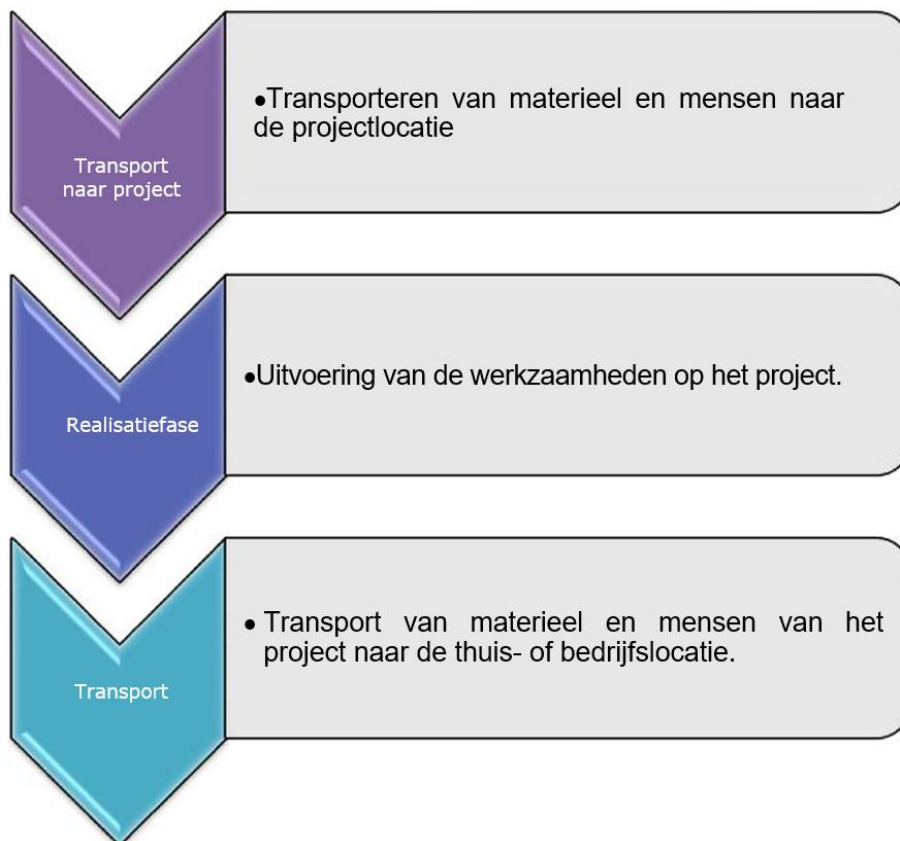 Transport
naar project
•Transporteren van materieel en mensen naar
de projectlocatie
Realisatiefase
•Uitvoering van de werkzaamheden op het project.
Transport
• Transport van materieel en mensen van het
project naar de thuis- of bedrijfslocatie.